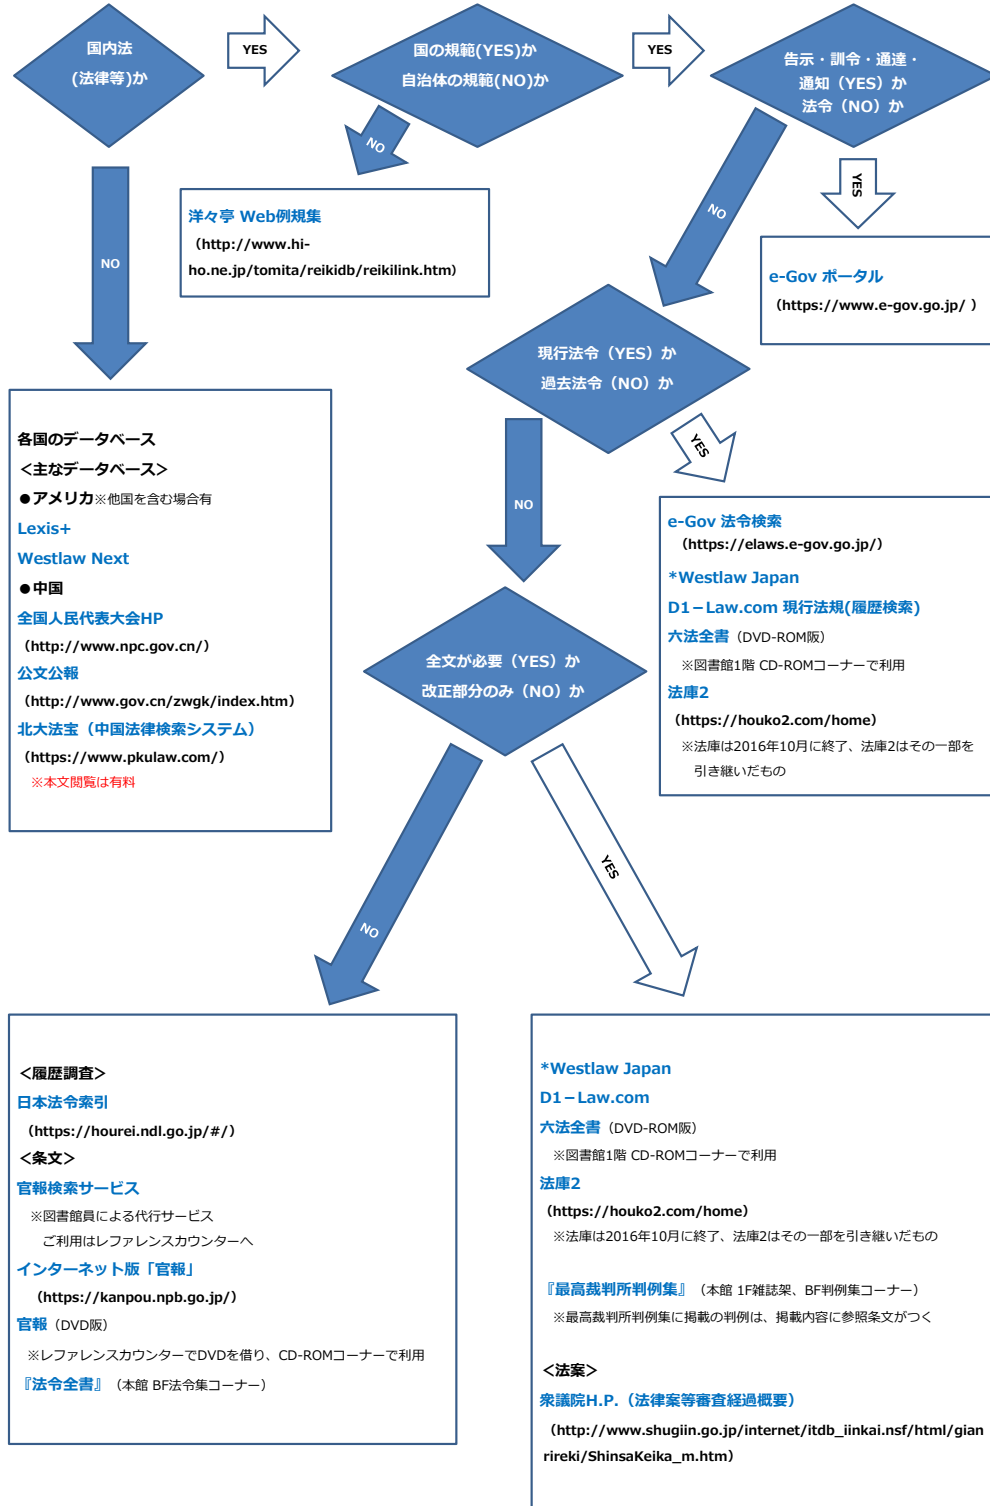 国内法
(法律等)か
YES
国の規範(YES)か
自治体の規範(NO)か
YES
告示・訓令・通達・
通知（YES）か
法令（NO）か
NO
NO
YES
NO
洋々亭 Web例規集
（http://www.hi-
ho.ne.jp/tomita/reikidb/reikilink.htm）
e-Gov ポータル
（https://www.e-gov.go.jp/ ）
現行法令（YES）か
過去法令（NO）か
NO
YES
各国のデータベース
＜主なデータベース＞
●アメリカ※他国を含む場合有
Lexis+
Westlaw Next
●中国
全国人民代表大会HP
（http://www.npc.gov.cn/）
公文公報
（http://www.gov.cn/zwgk/index.htm）
北大法宝（中国法律検索システム）
（https://www.pkulaw.com/）
※本文閲覧は有料
e-Gov 法令検索
（https://elaws.e-gov.go.jp/）
*Westlaw Japan
D1－Law.com 現行法規(履歴検索)
六法全書（DVD-ROM阪）
※図書館1階 CD-ROMコーナーで利用
法庫2
（https://houko2.com/home）
※法庫は2016年10月に終了、法庫2はその一部を
引き継いだもの
全文が必要（YES）か
改正部分のみ（NO）か
NO
YES
＜履歴調査＞
日本法令索引
（https://hourei.ndl.go.jp/#/）
＜条文＞
官報検索サービス
※図書館員による代行サービス
ご利用はレファレンスカウンターへ
インターネット版「官報」
（https://kanpou.npb.go.jp/）
官報（DVD阪）
※レファレンスカウンターでDVDを借り、CD-ROMコーナーで利用
『法令全書』（本館 BF法令集コーナー）
*Westlaw Japan
D1－Law.com
六法全書（DVD-ROM阪）
※図書館1階 CD-ROMコーナーで利用
法庫2
（https://houko2.com/home）
※法庫は2016年10月に終了、法庫2はその一部を引き継いだもの
『最高裁判所判例集』（本館 1F雑誌架、BF判例集コーナー）
※最高裁判所判例集に掲載の判例は、掲載内容に参照条文がつく
＜法案＞
衆議院H.P.（法律案等審査経過概要）
（http://www.shugiin.go.jp/internet/itdb_iinkai.nsf/html/gian
rireki/ShinsaKeika_m.htm）